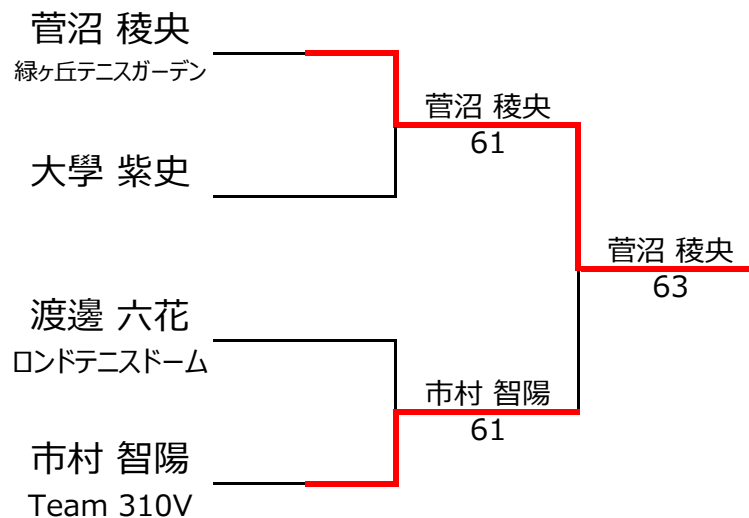 菅沼 稜央
緑ヶ丘テニスガーデン
大學 紫史
渡邊 六花
ロンドテニスドーム
市村 智陽
Team 310V
菅沼 稜央
61
市村 智陽
61
菅沼 稜央
63